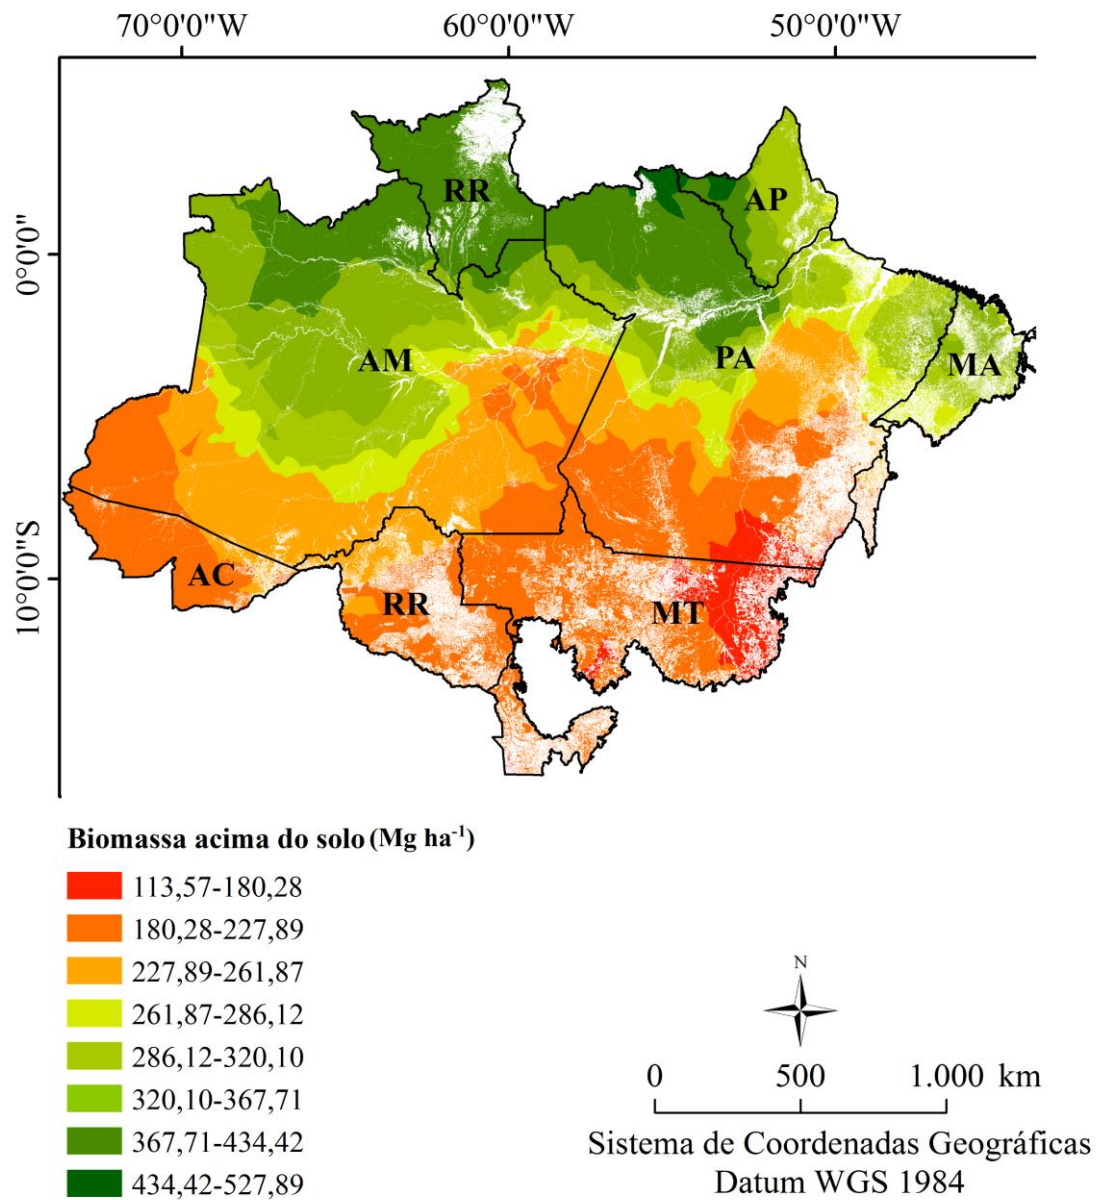 70°0'0"W 60°0'0"W 50°0'0"W
0°0'0"
10°0'0"S
RR
AP
AM
PA
MA
AC
RR
MT
Biomassa acima do solo (Mg ha⁻¹)
113,57-180,28
180,28-227,89
227,89-261,87
261,87-286,12
286,12-320,10
320,10-367,71
367,71-434,42
434,42-527,89
N
0 500 1.000 km
Sistema de Coordenadas Geográficas
Datum WGS 1984